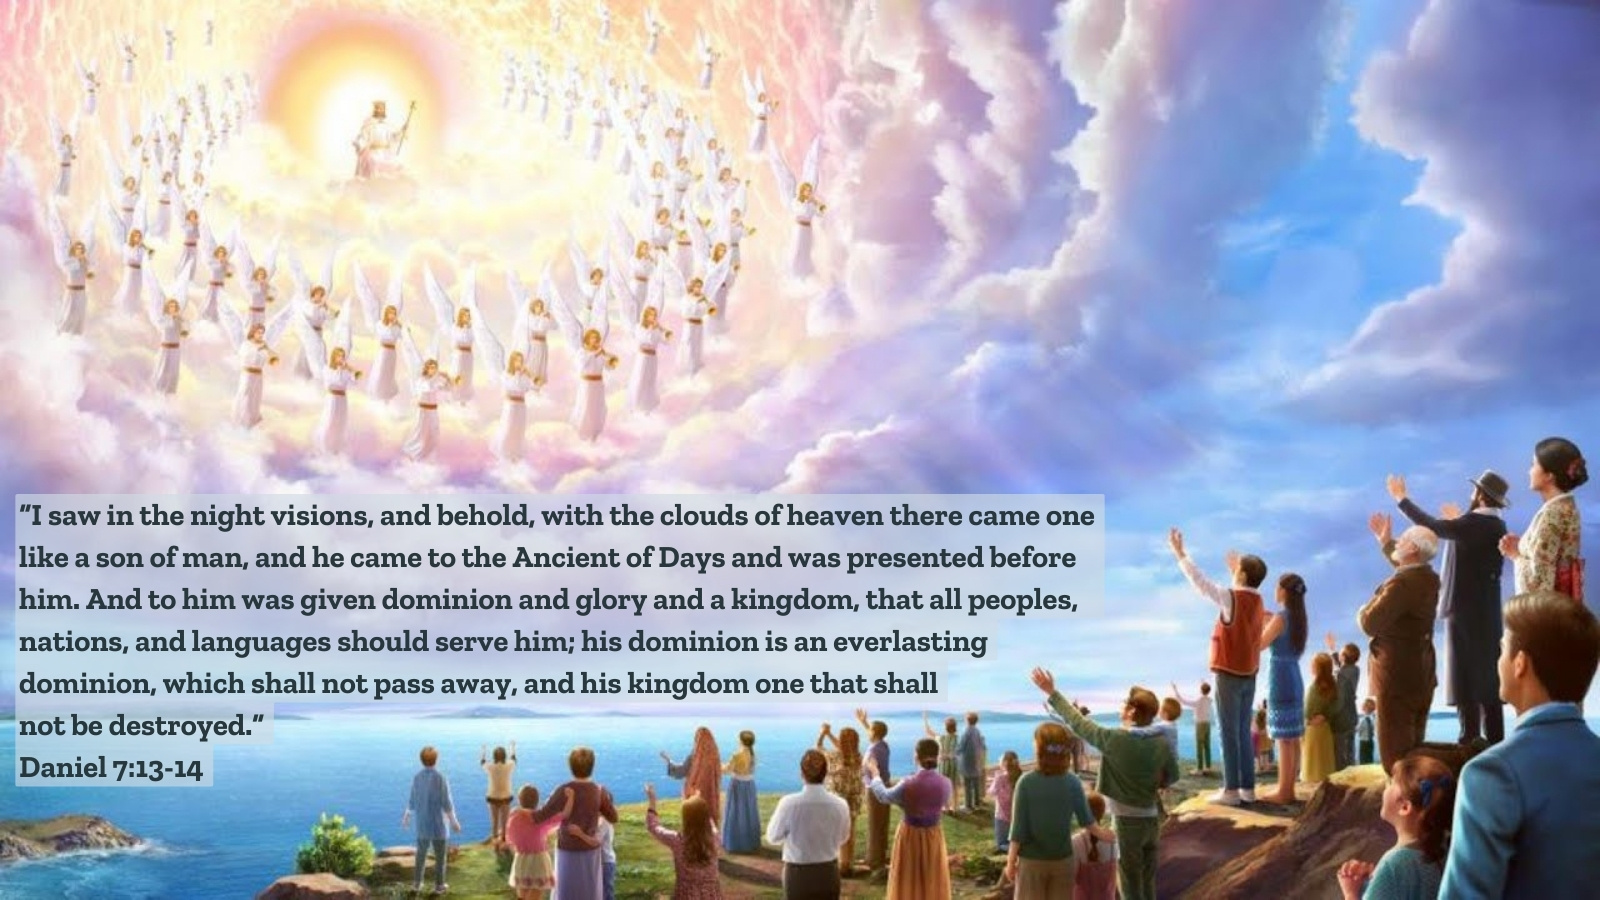 "I saw in the night visions, and behold, with the clouds of heaven there came one
like a son of man, and he came to the Ancient of Days and was presented before
him. And to him was given dominion and glory and a kingdom, that all peoples,
nations, and languages should serve him; his dominion is an everlasting
dominion, which shall not pass away, and his kingdom one that shall
not be destroyed."
Daniel 7:13-14